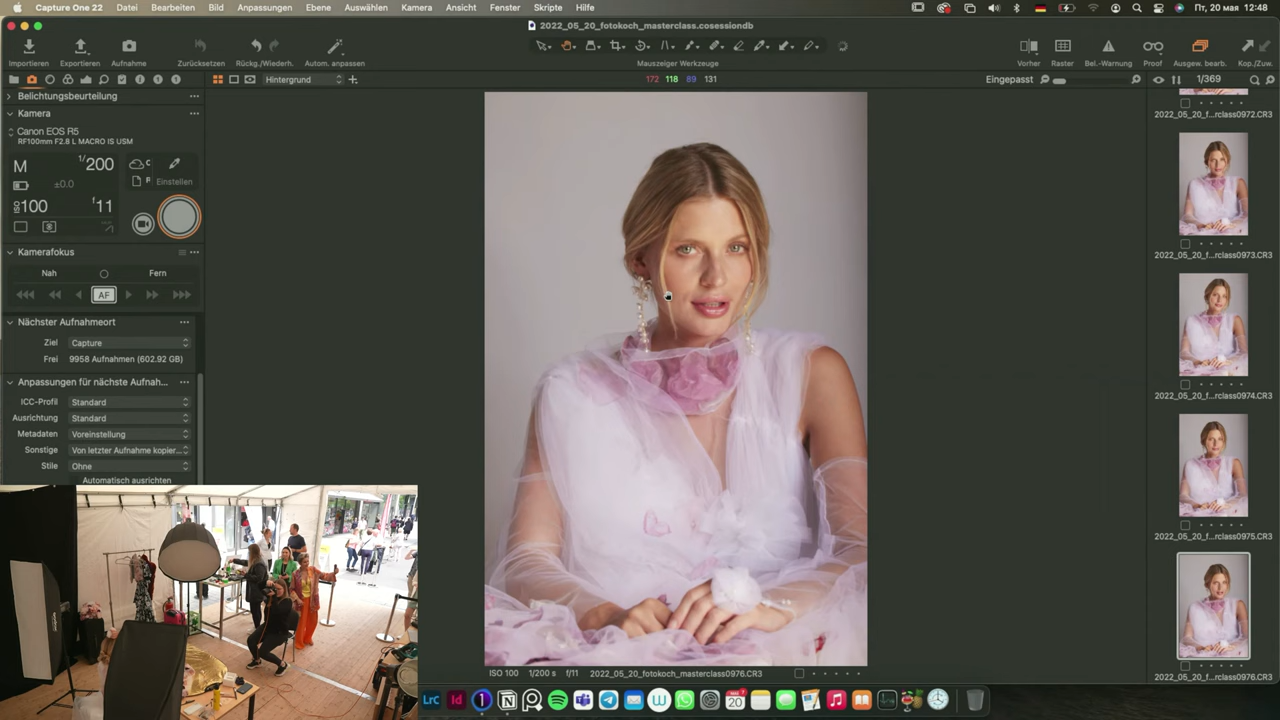 Capture One 22 Datei Bearbeiten Bild Anpassungen Ebene Auswählen Kamera Ansicht Fenster Skripte Hilfe Пт, 20 мая 12:48
2022_05_20_fotokoch_masterclass.cosessiondb
Importieren Exportieren Aufnahme Zurücksetzen Rückg./Wiederh. Autom. anpassen Mauszeiger Werkzeuge Vorher Raster Bel.-Warnung Proof Ausgew. bearb. Kop./Zuw.
Hintergrund 172 118 89 131 Eingepasst 1/369
Belichtungsbeurteilung
Kamera
Canon EOS R5
RF100mm F2.8 L MACRO IS USM
M 1/200 C
±0.0 Einstellen
ISO 100 f11
Kamerafokus
Nah Fern
AF
Nächster Aufnahmeort
Ziel Capture
Frei 9958 Aufnahmen (602.92 GB)
Anpassungen für nächste Aufnah...
ICC-Profil Standard
Ausrichtung Standard
Metadaten Voreinstellung
Sonstige Von letzter Aufnahme kopier...
Stile Ohne
Automatisch ausrichten
2022_05_20_f...rclass0972.CR3
2022_05_20_f...rclass0973.CR3
2022_05_20_f...rclass0974.CR3
2022_05_20_f...rclass0975.CR3
2022_05_20_f...rclass0976.CR3
ISO 100 1/200 s f/11 2022_05_20_fotokoch_masterclass0976.CR3
Lrc Id 20